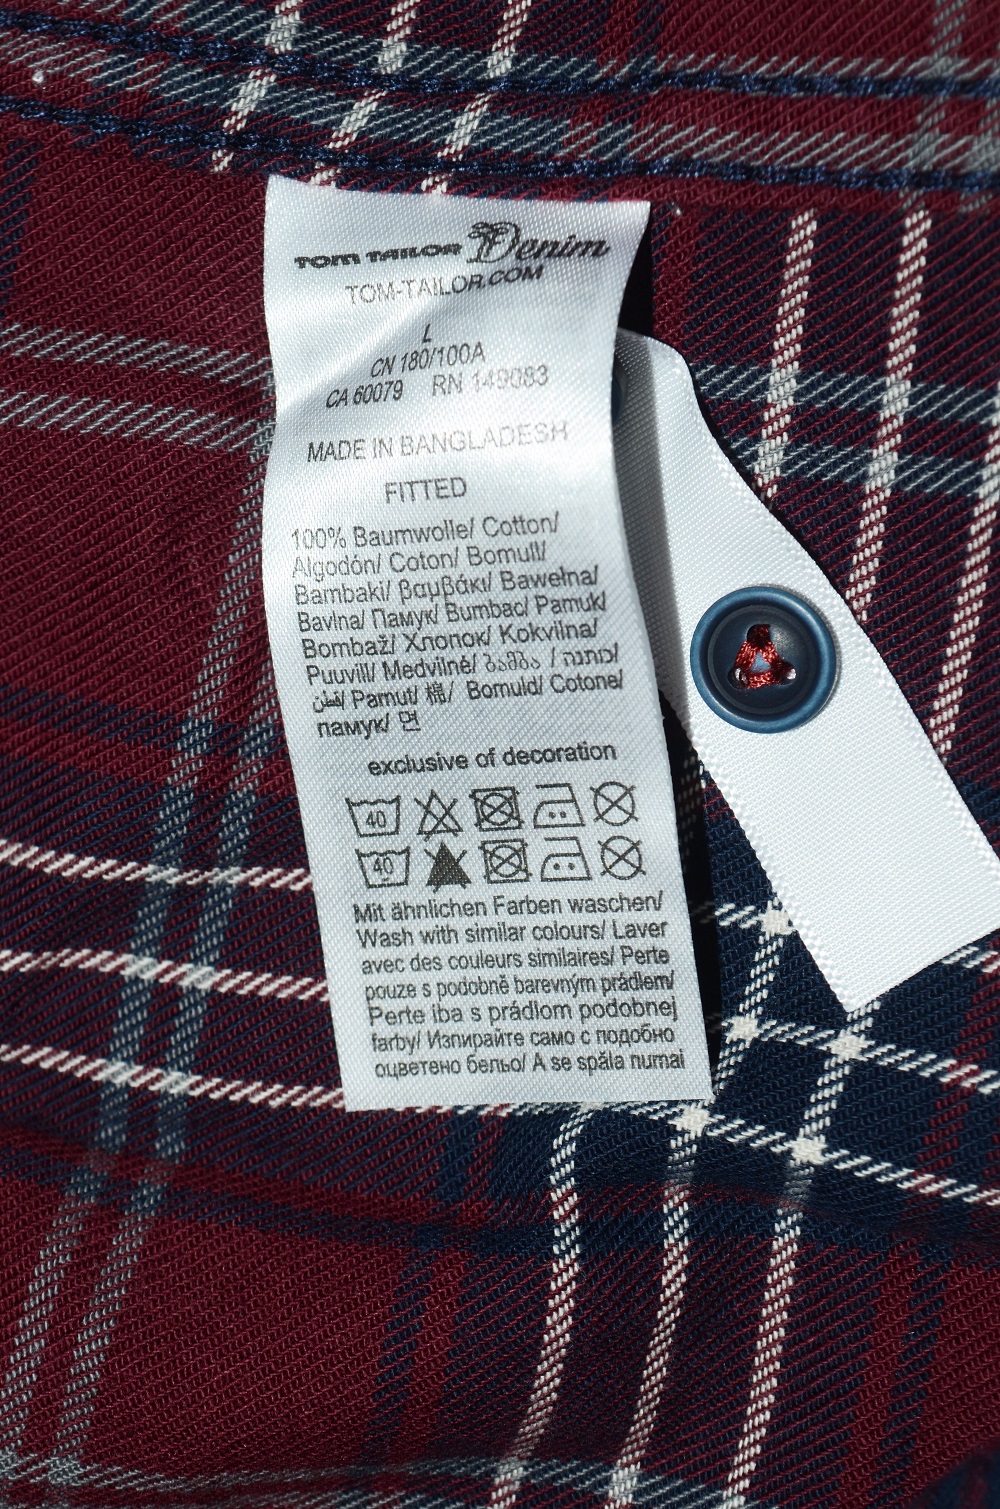 TOM TAILOR Denim
TOM-TAILOR.COM
L
CN 180/100A
CA 60079 RN 149083
MADE IN BANGLADESH
FITTED
100% Baumwolle/ Cotton/
Algodón/ Coton/ Bomull/
Bambaki/ βαμβάκι/ Bawełna/
Bavlna/ Памук/ Bumbac/ Pamuk/
Bombaž/ Хлопок/ Kokvilna/
Puuvill/ Medvilnė/ ბამბა / כותנה/
قطن/ Pamut/ 棉/ Bomuld/ Cotone/
памук/ 면
exclusive of decoration
40
40
Mit ähnlichen Farben waschen/
Wash with similar colours/ Laver
avec des couleurs similaires/ Perte
pouze s podobně barevným prádlem/
Perte iba s prádlom podobnej
farby/ Изпирайте само с подобно
оцветено бельо/ A se spăla numai